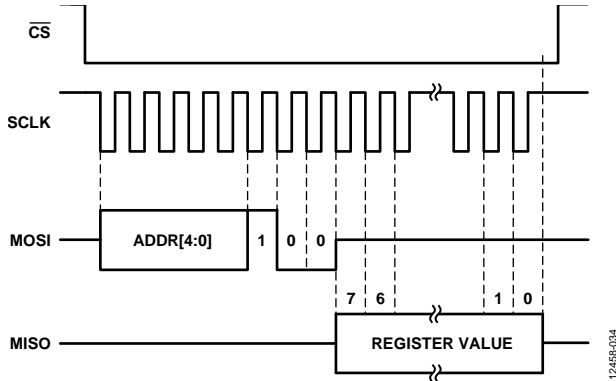 CS
SCLK
MOSI
ADDR[4:0]
1 0 0
7 6 1 0
MISO
REGISTER VALUE
12458-034